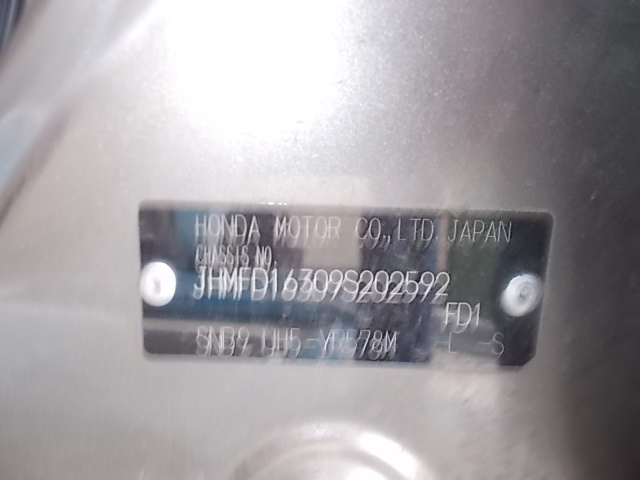 HONDA MOTOR CO.,LTD.JAPAN
CHASSIS NO.
JHMFD16309S202592
FD1
-L -S